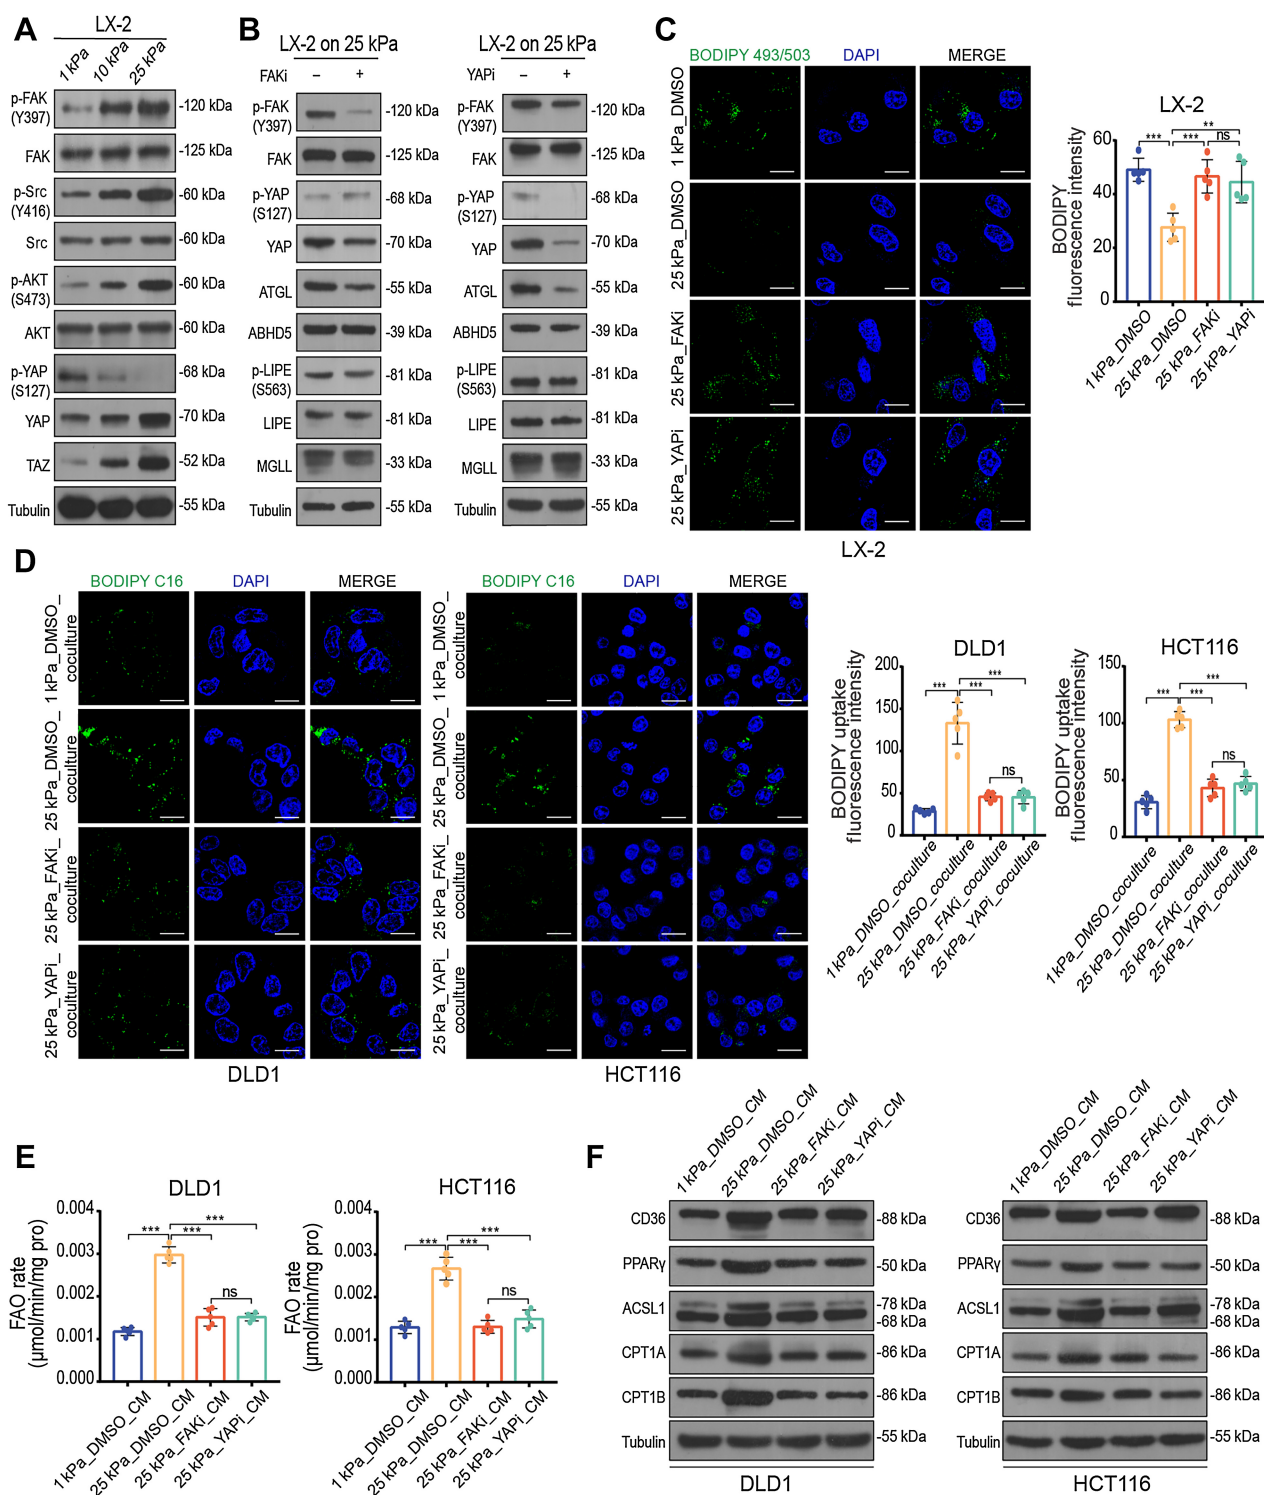 A
LX-2
1 kPa
10 kPa
25 kPa
p-FAK
(Y397)
-120 kDa
FAK
-125 kDa
p-Src
(Y416)
-60 kDa
Src
-60 kDa
p-AKT
(S473)
-60 kDa
AKT
-60 kDa
p-YAP
(S127)
-68 kDa
YAP
-70 kDa
TAZ
-52 kDa
Tubulin
-55 kDa
B
LX-2 on 25 kPa
FAKi
–
+
p-FAK
(Y397)
-120 kDa
FAK
-125 kDa
p-YAP
(S127)
-68 kDa
YAP
-70 kDa
ATGL
-55 kDa
ABHD5
-39 kDa
p-LIPE
(S563)
-81 kDa
LIPE
-81 kDa
MGLL
-33 kDa
Tubulin
-55 kDa
LX-2 on 25 kPa
YAPi
–
+
p-FAK
(Y397)
-120 kDa
FAK
-125 kDa
p-YAP
(S127)
-68 kDa
YAP
-70 kDa
ATGL
-55 kDa
ABHD5
-39 kDa
p-LIPE
(S563)
-81 kDa
LIPE
-81 kDa
MGLL
-33 kDa
Tubulin
-55 kDa
C
BODIPY 493/503
DAPI
MERGE
1 kPa_DMSO
25 kPa_DMSO
25 kPa_FAKi
25 kPa_YAPi
LX-2
LX-2
BODIPY
fluorescence intensity
60
40
20
0
***
***
**
ns
1 kPa_DMSO
25 kPa_DMSO
25 kPa_FAKi
25 kPa_YAPi
D
BODIPY C16
DAPI
MERGE
1 kPa_DMSO_
coculture
25 kPa_DMSO_
coculture
25 kPa_FAKi_
coculture
25 kPa_YAPi_
coculture
DLD1
BODIPY C16
DAPI
MERGE
1 kPa_DMSO_
coculture
25 kPa_DMSO_
coculture
25 kPa_FAKi_
coculture
25 kPa_YAPi_
coculture
HCT116
DLD1
BODIPY uptake
fluorescence intensity
200
150
100
50
0
***
***
***
ns
1 kPa_DMSO_coculture
25 kPa_DMSO_coculture
25 kPa_FAKi_coculture
25 kPa_YAPi_coculture
HCT116
BODIPY uptake
fluorescence intensity
150
100
50
0
***
***
***
ns
1 kPa_DMSO_coculture
25 kPa_DMSO_coculture
25 kPa_FAKi_coculture
25 kPa_YAPi_coculture
E
DLD1
FAO rate
(μmol/min/mg pro)
0.004
0.003
0.002
0.001
0.000
***
***
***
ns
1 kPa_DMSO_CM
25 kPa_DMSO_CM
25 kPa_FAKi_CM
25 kPa_YAPi_CM
HCT116
FAO rate
(μmol/min/mg pro)
0.004
0.003
0.002
0.001
0.000
***
***
***
ns
1 kPa_DMSO_CM
25 kPa_DMSO_CM
25 kPa_FAKi_CM
25 kPa_YAPi_CM
F
1 kPa_DMSO_CM
25 kPa_DMSO_CM
25 kPa_FAKi_CM
25 kPa_YAPi_CM
CD36
-88 kDa
PPARγ
-50 kDa
ACSL1
-78 kDa
-68 kDa
CPT1A
-86 kDa
CPT1B
-86 kDa
Tubulin
-55 kDa
DLD1
1 kPa_DMSO_CM
25 kPa_DMSO_CM
25 kPa_FAKi_CM
25 kPa_YAPi_CM
CD36
-88 kDa
PPARγ
-50 kDa
ACSL1
-78 kDa
-68 kDa
CPT1A
-86 kDa
CPT1B
-86 kDa
Tubulin
-55 kDa
HCT116